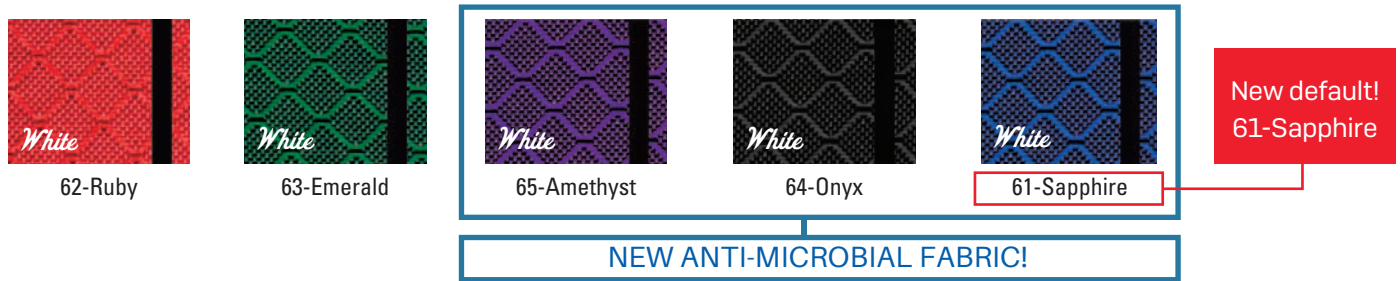 White
White
White
White
White
62-Ruby
63-Emerald
65-Amethyst
64-Onyx
61-Sapphire
New default!
61-Sapphire
NEW ANTI-MICROBIAL FABRIC!